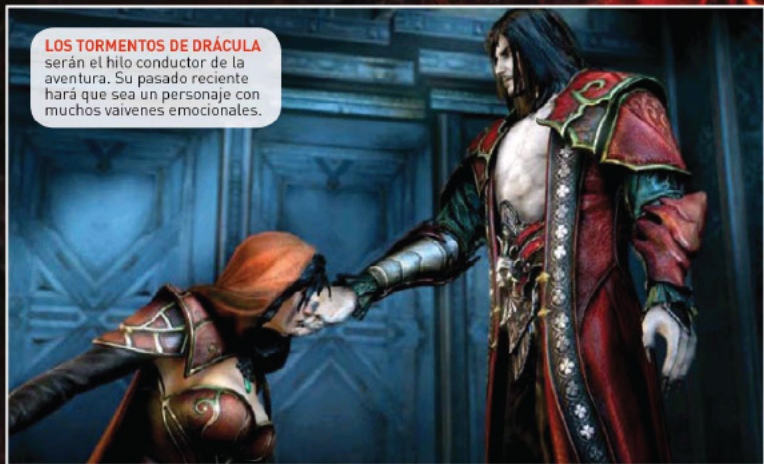 LOS TORMENTOS DE DRÁCULA
serán el hilo conductor de la
aventura. Su pasado reciente
hará que sea un personaje con
muchos vaivenes emocionales.